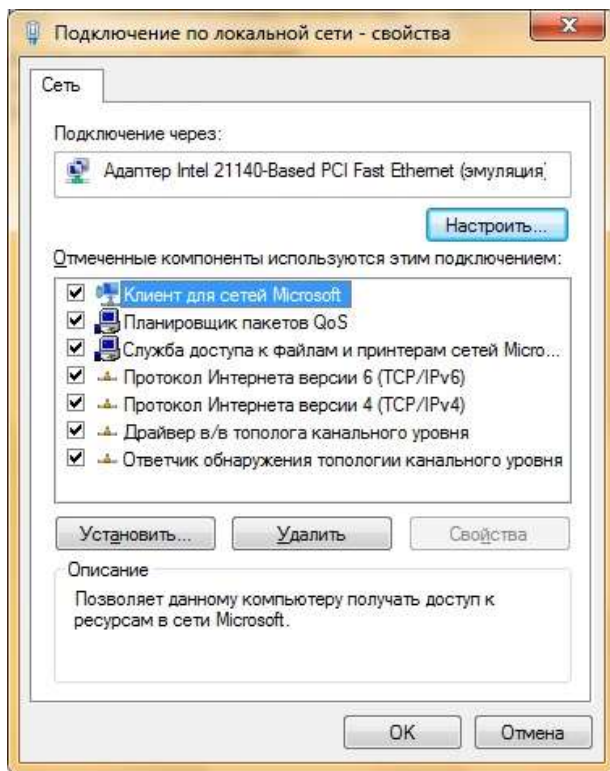 Подключение по локальной сети - свойства
Сеть
Подключение через:
Адаптер Intel 21140-Based PCI Fast Ethernet (эмуляция)
Настроить...
Отмеченные компоненты используются этим подключением:
Клиент для сетей Microsoft
Планировщик пакетов QoS
Служба доступа к файлам и принтерам сетей Micro...
Протокол Интернета версии 6 (TCP/IPv6)
Протокол Интернета версии 4 (TCP/IPv4)
Драйвер в/в тополога канального уровня
Ответчик обнаружения топологии канального уровня
Установить...
Удалить
Свойства
Описание
Позволяет данному компьютеру получать доступ к
ресурсам в сети Microsoft.
OK
Отмена